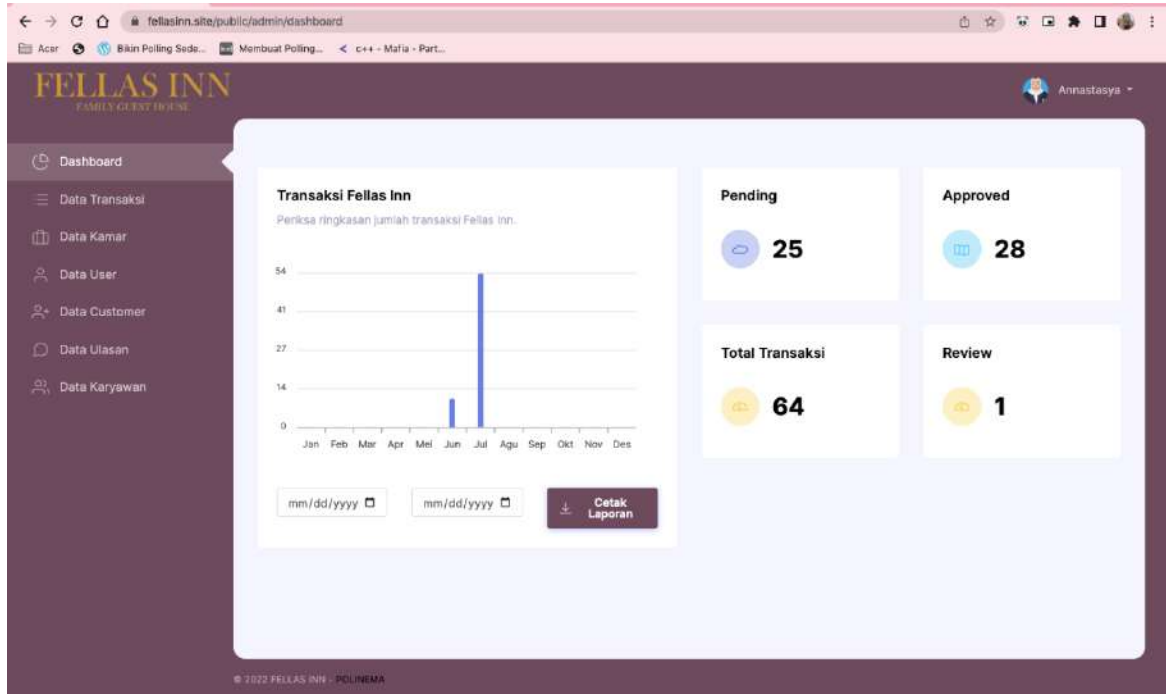 fellasinn.site/public/admin/dashboard
Acer
Bikin Polling Sede...
Membuat Polling...
c++ - Mafia - Part...
FELLAS INN
FAMILY GUEST HOUSE
Annastasya
Dashboard
Data Transaksi
Data Kamar
Data User
Data Customer
Data Ulasan
Data Karyawan
Transaksi Fellas Inn
Periksa ringkasan jumlah transaksi Fellas Inn.
54
41
27
14
0
Jan Feb Mar Apr Mei Jun Jul Agu Sep Okt Nov Des
mm/dd/yyyy
mm/dd/yyyy
Cetak
Laporan
Pending
25
Approved
28
Total Transaksi
64
Review
1
© 2022 FELLAS INN - POLINEMA